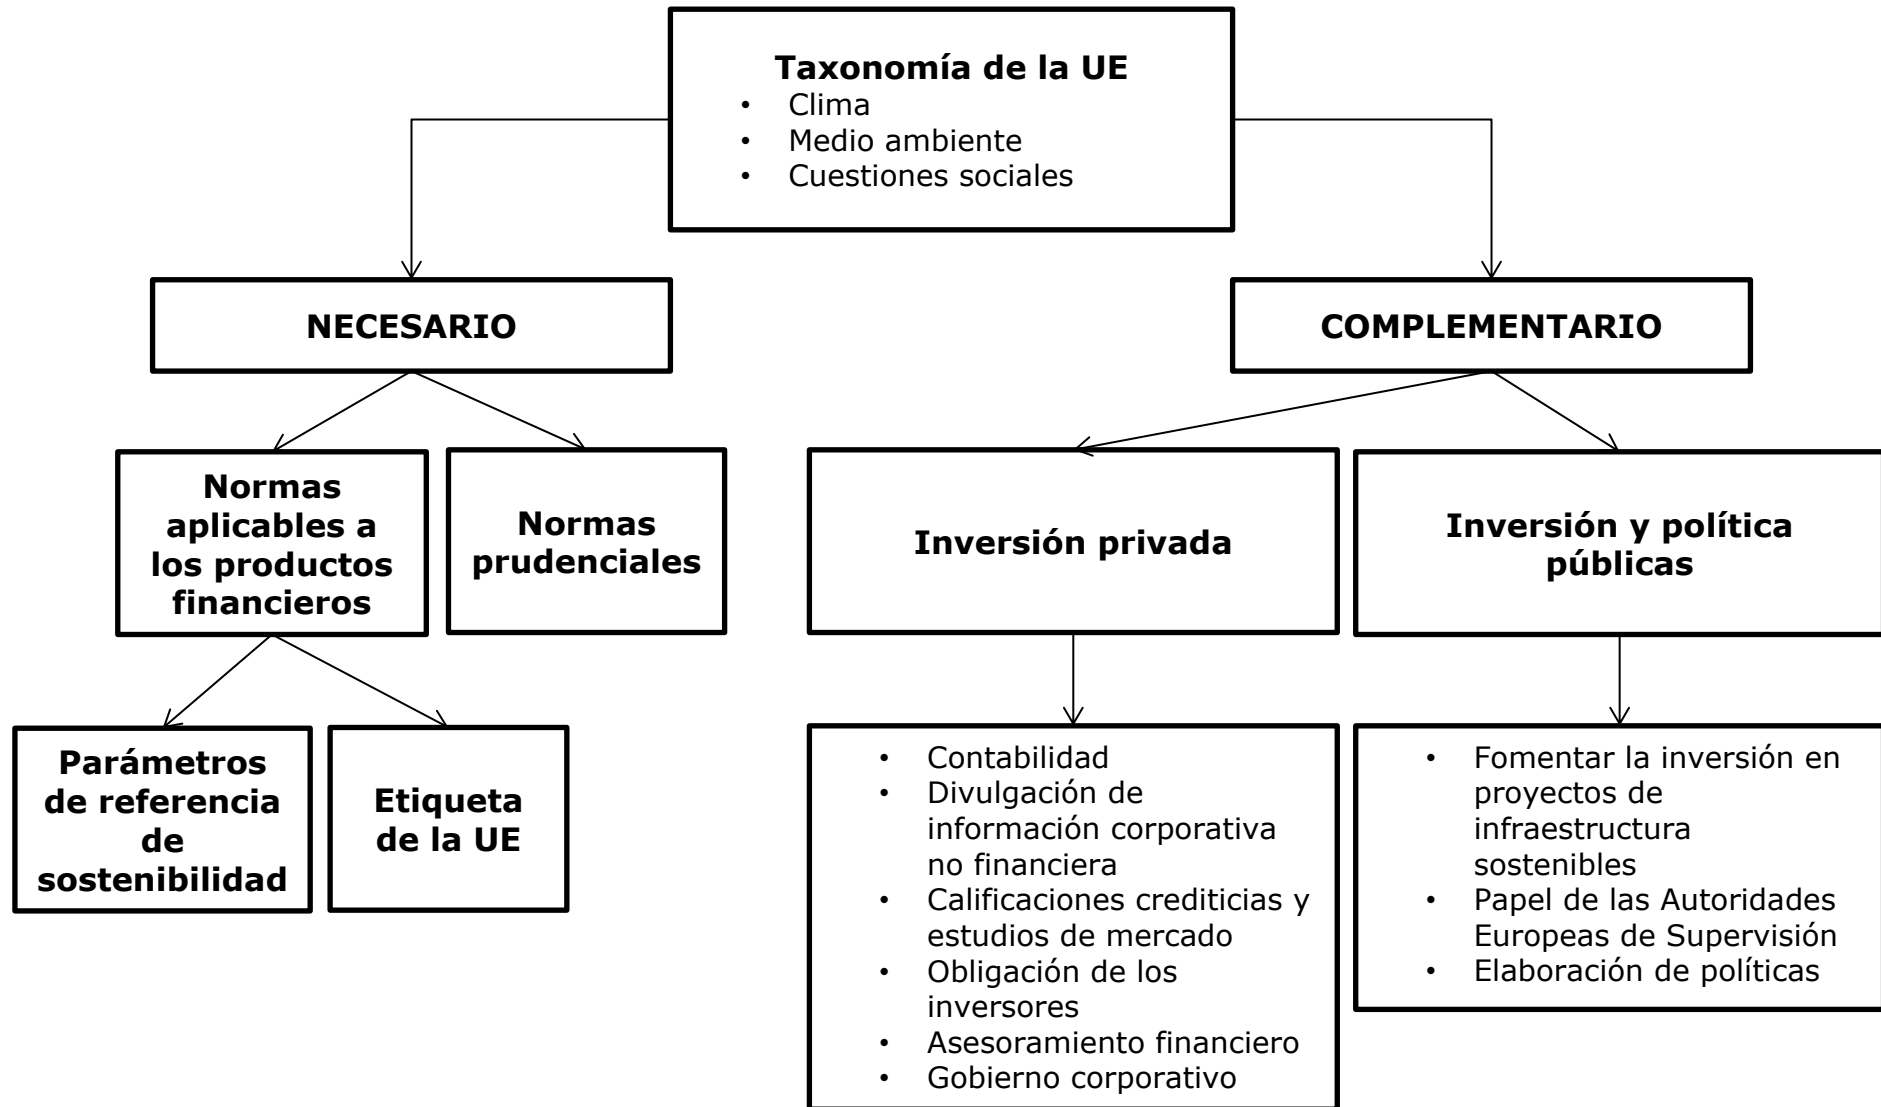 Taxonomía de la UE
• Clima
• Medio ambiente
• Cuestiones sociales
NECESARIO
COMPLEMENTARIO
Normas
aplicables a
los productos
financieros
Normas
prudenciales
Inversión privada
Inversión y política
públicas
Parámetros
de referencia
de
sostenibilidad
Etiqueta
de la UE
• Contabilidad
• Divulgación de
información corporativa
no financiera
• Calificaciones crediticias y
estudios de mercado
• Obligación de los
inversores
• Asesoramiento financiero
• Gobierno corporativo
• Fomentar la inversión en
proyectos de
infraestructura
sostenibles
• Papel de las Autoridades
Europeas de Supervisión
• Elaboración de políticas